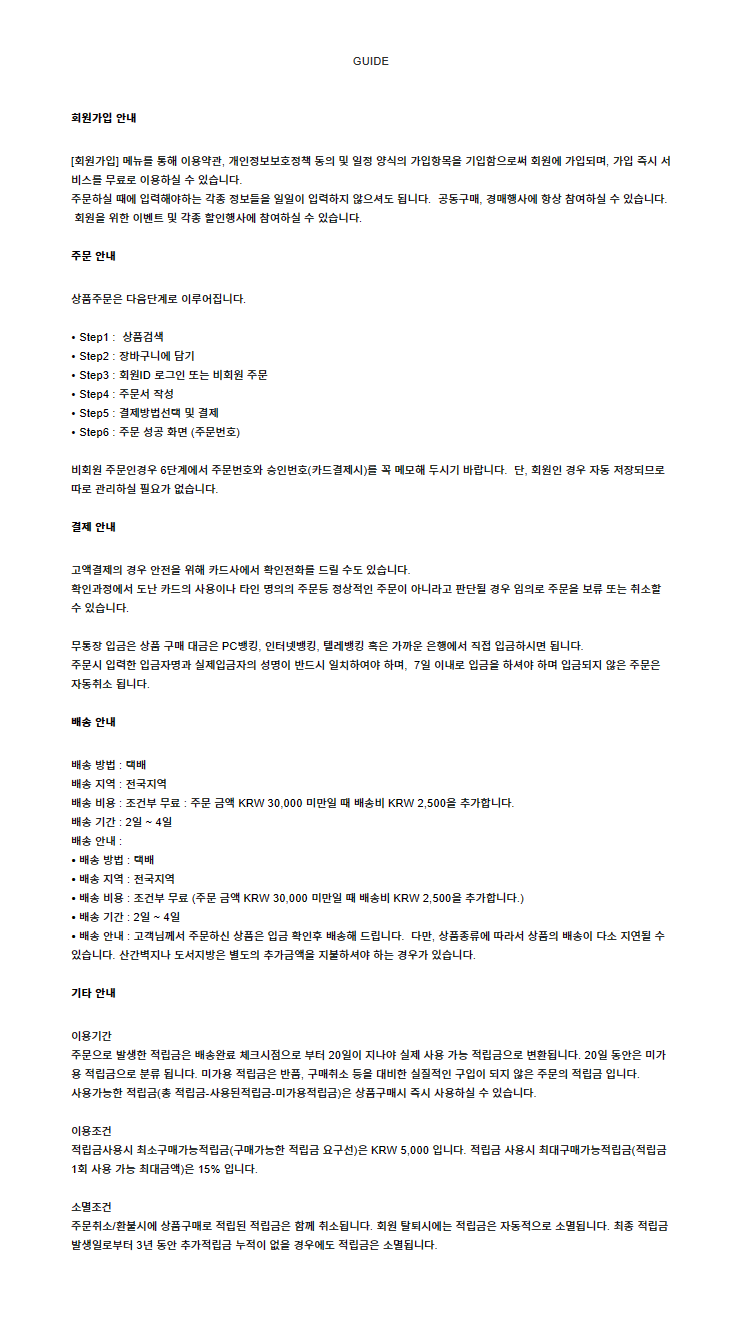 GUIDE
회원가입 안내
[회원가입] 메뉴를 통해 이용약관, 개인정보보호정책 동의 및 일정 양식의 가입항목을 기입함으로써 회원에 가입되며, 가입 즉시 서
비스를 무료로 이용하실 수 있습니다.
주문하실 때에 입력해야하는 각종 정보들을 일일이 입력하지 않으셔도 됩니다.  공동구매, 경매행사에 항상 참여하실 수 있습니다.
회원을 위한 이벤트 및 각종 할인행사에 참여하실 수 있습니다.
주문 안내
상품주문은 다음단계로 이루어집니다.
• Step1 :  상품검색
• Step2 : 장바구니에 담기
• Step3 : 회원ID 로그인 또는 비회원 주문
• Step4 : 주문서 작성
• Step5 : 결제방법선택 및 결제
• Step6 : 주문 성공 화면 (주문번호)
비회원 주문인경우 6단계에서 주문번호와 승인번호(카드결제시)를 꼭 메모해 두시기 바랍니다.  단, 회원인 경우 자동 저장되므로
따로 관리하실 필요가 없습니다.
결제 안내
고액결제의 경우 안전을 위해 카드사에서 확인전화를 드릴 수도 있습니다.
확인과정에서 도난 카드의 사용이나 타인 명의의 주문등 정상적인 주문이 아니라고 판단될 경우 임의로 주문을 보류 또는 취소할
수 있습니다.
무통장 입금은 상품 구매 대금은 PC뱅킹, 인터넷뱅킹, 텔레뱅킹 혹은 가까운 은행에서 직접 입금하시면 됩니다.
주문시 입력한 입금자명과 실제입금자의 성명이 반드시 일치하여야 하며,  7일 이내로 입금을 하셔야 하며 입금되지 않은 주문은
자동취소 됩니다.
배송 안내
배송 방법 : 택배
배송 지역 : 전국지역
배송 비용 : 조건부 무료 : 주문 금액 KRW 30,000 미만일 때 배송비 KRW 2,500을 추가합니다.
배송 기간 : 2일 ~ 4일
배송 안내 :
• 배송 방법 : 택배
• 배송 지역 : 전국지역
• 배송 비용 : 조건부 무료 (주문 금액 KRW 30,000 미만일 때 배송비 KRW 2,500을 추가합니다.)
• 배송 기간 : 2일 ~ 4일
• 배송 안내 : 고객님께서 주문하신 상품은 입금 확인후 배송해 드립니다.  다만, 상품종류에 따라서 상품의 배송이 다소 지연될 수
있습니다. 산간벽지나 도서지방은 별도의 추가금액을 지불하셔야 하는 경우가 있습니다.
기타 안내
이용기간
주문으로 발생한 적립금은 배송완료 체크시점으로 부터 20일이 지나야 실제 사용 가능 적립금으로 변환됩니다. 20일 동안은 미가
용 적립금으로 분류 됩니다. 미가용 적립금은 반품, 구매취소 등을 대비한 실질적인 구입이 되지 않은 주문의 적립금 입니다.
사용가능한 적립금(총 적립금-사용된적립금-미가용적립금)은 상품구매시 즉시 사용하실 수 있습니다.
이용조건
적립금사용시 최소구매가능적립금(구매가능한 적립금 요구선)은 KRW 5,000 입니다. 적립금 사용시 최대구매가능적립금(적립금
1회 사용 가능 최대금액)은 15% 입니다.
소멸조건
주문취소/환불시에 상품구매로 적립된 적립금은 함께 취소됩니다. 회원 탈퇴시에는 적립금은 자동적으로 소멸됩니다. 최종 적립금
발생일로부터 3년 동안 추가적립금 누적이 없을 경우에도 적립금은 소멸됩니다.